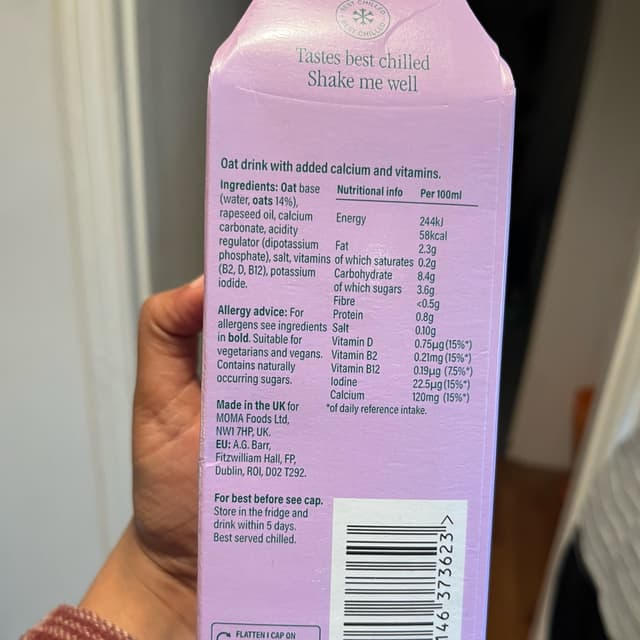 BEST CHILLED
BEST CHILLED
Tastes best chilled
Shake me well
Oat drink with added calcium and vitamins.
Ingredients: Oat base
(water, oats 14%),
rapeseed oil, calcium
carbonate, acidity
regulator (dipotassium
phosphate), salt, vitamins
(B2, D, B12), potassium
iodide.
Allergy advice: For
allergens see ingredients
in bold. Suitable for
vegetarians and vegans.
Contains naturally
occurring sugars.
Made in the UK for
MOMA Foods Ltd,
NW1 7HP, UK.
EU: A.G. Barr,
Fitzwilliam Hall, FP,
Dublin, ROI, D02 T292.
For best before see cap.
Store in the fridge and
drink within 5 days.
Best served chilled.
Nutritional info Per 100ml
Energy 244kJ
58kcal
Fat 2.3g
of which saturates 0.2g
Carbohydrate 8.4g
of which sugars 3.6g
Fibre <0.5g
Protein 0.8g
Salt 0.10g
Vitamin D 0.75µg (15%*)
Vitamin B2 0.21mg (15%*)
Vitamin B12 0.19µg (7.5%*)
Iodine 22.5µg (15%*)
Calcium 120mg (15%*)
*of daily reference intake.
FLATTEN | CAP ON
146 373623 >